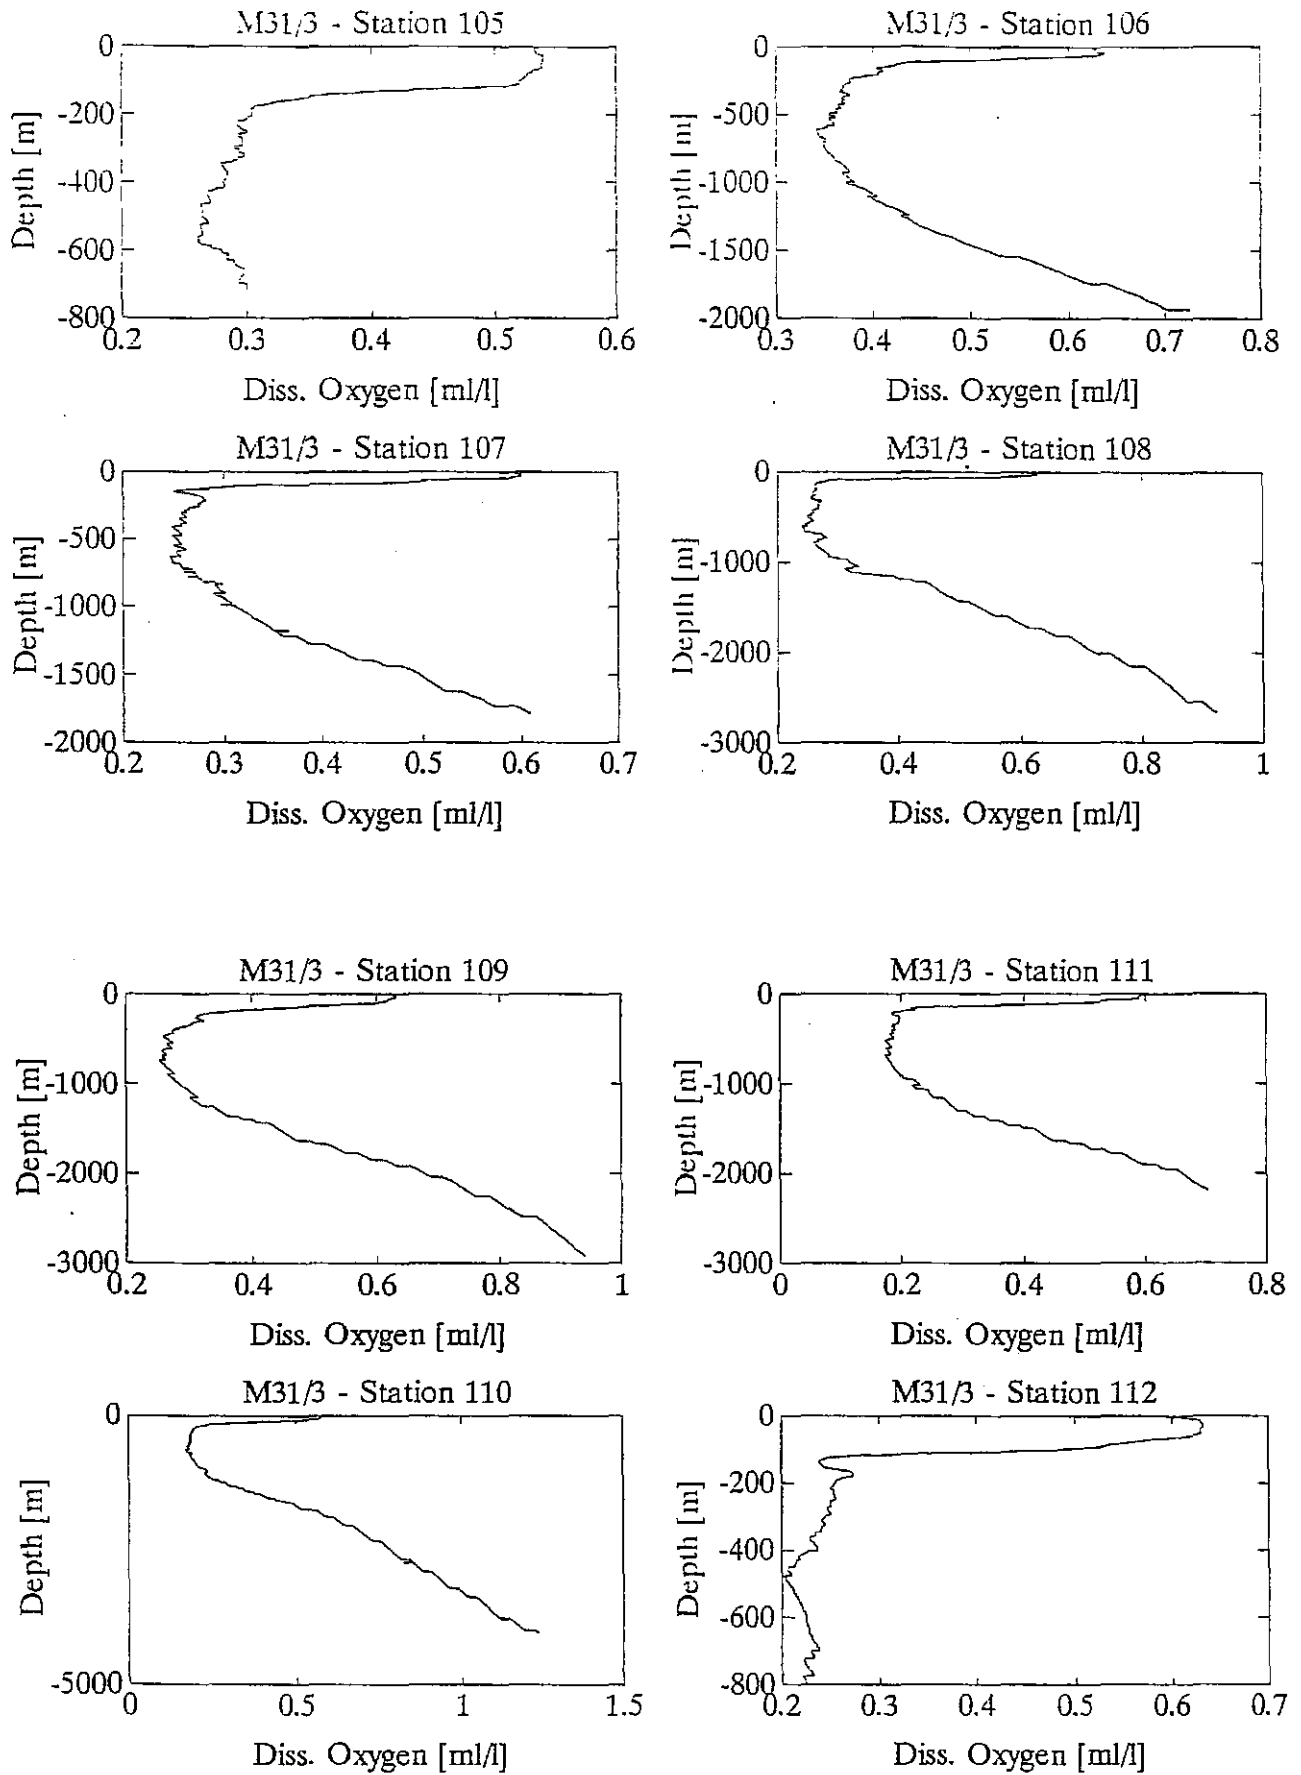 M31/3 - Station 105
0
-200
-400
-600
-800
0.2 0.3 0.4 0.5 0.6
Depth [m]
Diss. Oxygen [ml/l]
M31/3 - Station 106
0
-500
-1000
-1500
-2000
0.3 0.4 0.5 0.6 0.7 0.8
Depth [m]
Diss. Oxygen [ml/l]
M31/3 - Station 107
0
-500
-1000
-1500
-2000
0.2 0.3 0.4 0.5 0.6 0.7
Depth [m]
Diss. Oxygen [ml/l]
M31/3 - Station 108
0
-1000
-2000
-3000
0.2 0.4 0.6 0.8 1
Depth [m]
Diss. Oxygen [ml/l]
M31/3 - Station 109
0
-1000
-2000
-3000
0.2 0.4 0.6 0.8 1
Depth [m]
Diss. Oxygen [ml/l]
M31/3 - Station 111
0
-1000
-2000
-3000
0 0.2 0.4 0.6 0.8
Depth [m]
Diss. Oxygen [ml/l]
M31/3 - Station 110
0
-5000
0 0.5 1 1.5
Depth [m]
Diss. Oxygen [ml/l]
M31/3 - Station 112
0
-200
-400
-600
-800
0.2 0.3 0.4 0.5 0.6 0.7
Depth [m]
Diss. Oxygen [ml/l]